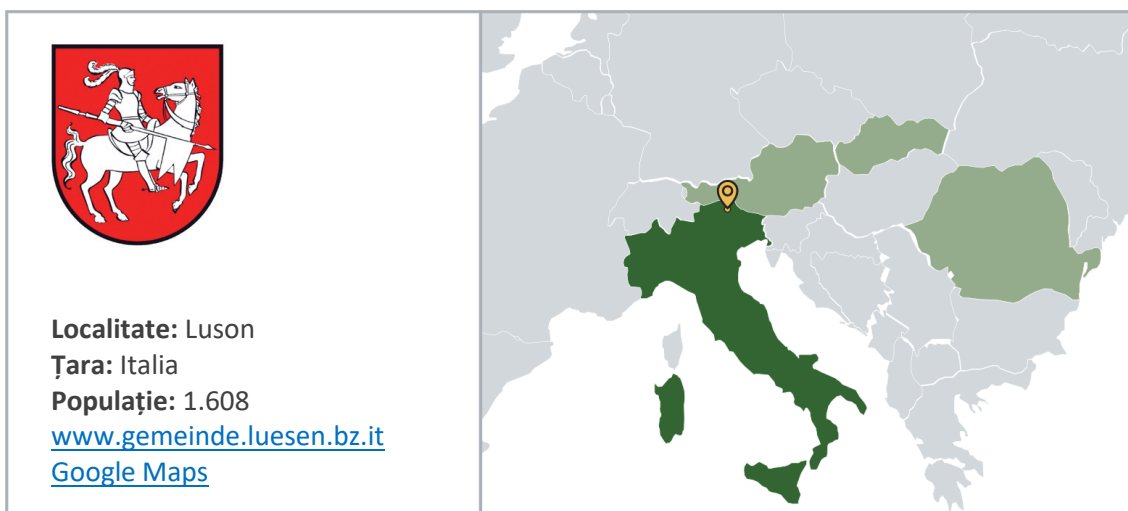 Localitate: Luson
Țara: Italia
Populație: 1.608
www.gemeinde.luesen.bz.it
Google Maps